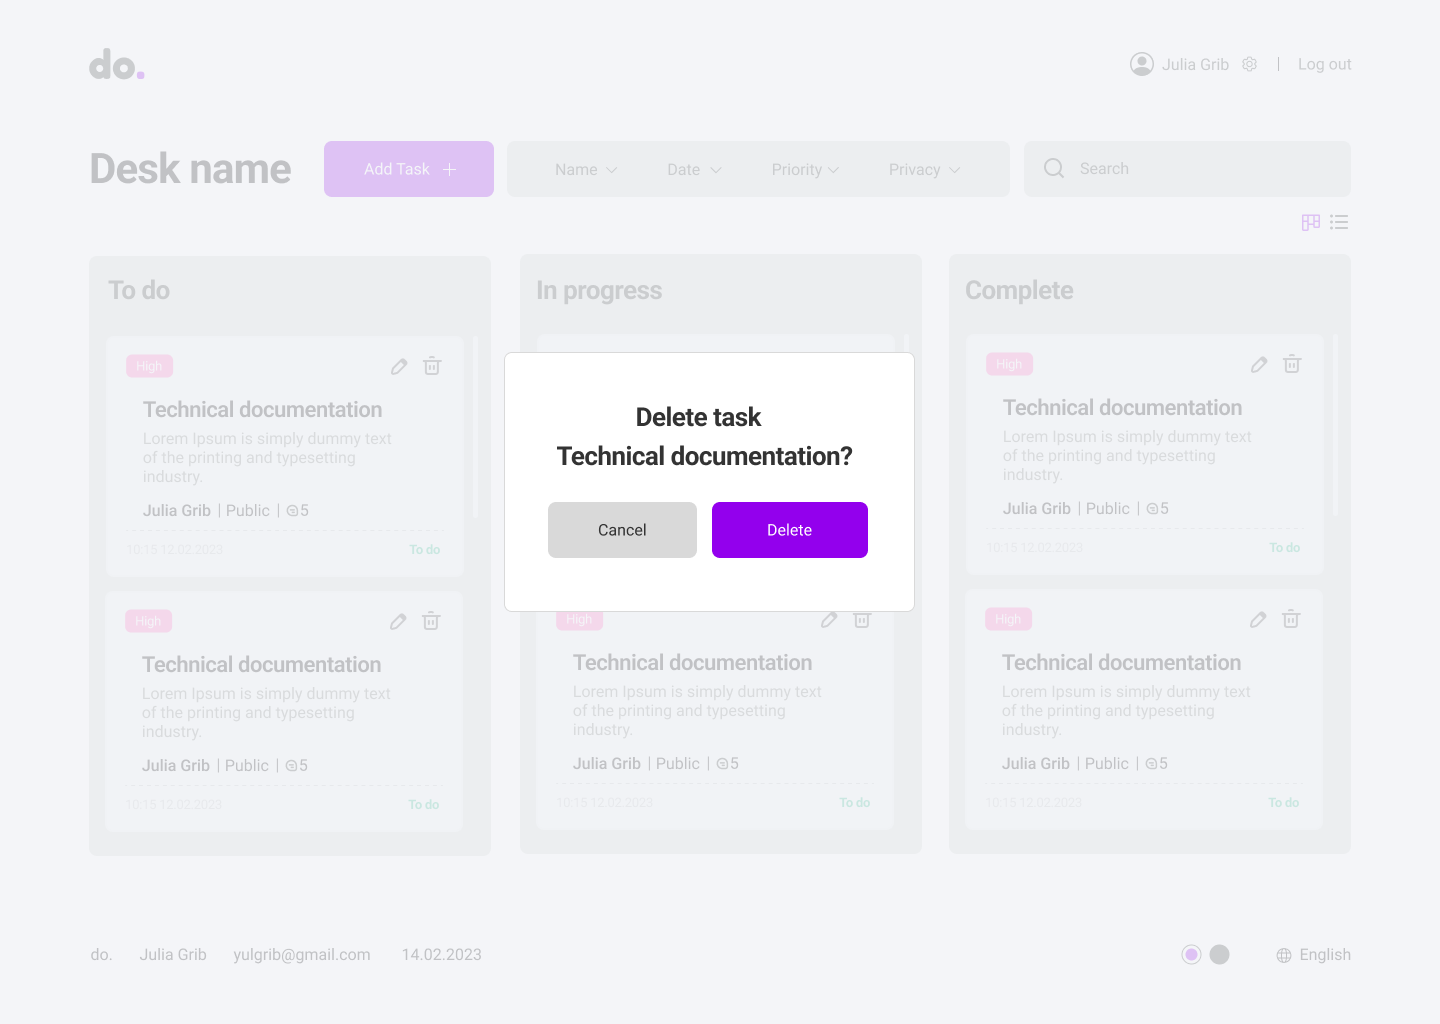 do.
Julia Grib | Log out
Desk name
Add Task
Name
Date
Priority
Privacy
Search
To do
High
Technical documentation
Lorem Ipsum is simply dummy text
of the printing and typesetting
industry.
Julia Grib | Public | 5
10:15 12.02.2023
To do
High
Technical documentation
Lorem Ipsum is simply dummy text
of the printing and typesetting
industry.
Julia Grib | Public | 5
10:15 12.02.2023
To do
In progress
Delete task
Technical documentation?
Cancel
Delete
High
Technical documentation
Lorem Ipsum is simply dummy text
of the printing and typesetting
industry.
Julia Grib | Public | 5
10:15 12.02.2023
To do
Complete
High
Technical documentation
Lorem Ipsum is simply dummy text
of the printing and typesetting
industry.
Julia Grib | Public | 5
10:15 12.02.2023
To do
High
Technical documentation
Lorem Ipsum is simply dummy text
of the printing and typesetting
industry.
Julia Grib | Public | 5
10:15 12.02.2023
To do
do.
Julia Grib
yulgrib@gmail.com
14.02.2023
English